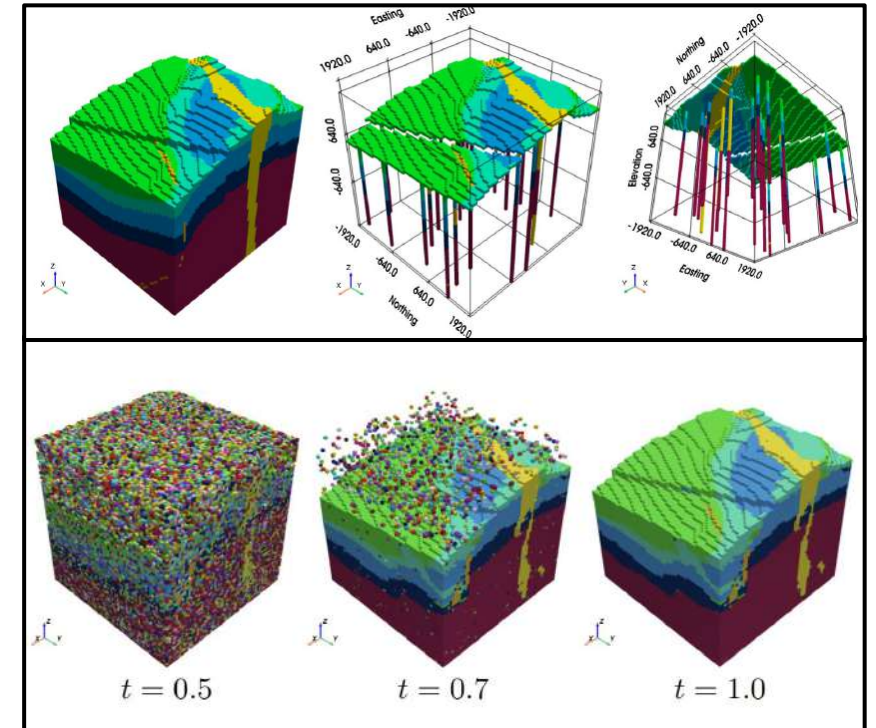 Easting
1920.0 640.0 -640.0 -1920.0
640.0
-640.0
-1920.0 -640.0 640.0 1920.0
Northing
Z
X Y
Northing
1920.0 640.0 -640.0 -1920.0
Elevation
640.0
-640.0
-1920.0 -640.0 640.0 1920.0
Easting
Z
Y X
Z
X Y
Z
X Y
Z
X Y
Z
X Y
t = 0.5 t = 0.7 t = 1.0